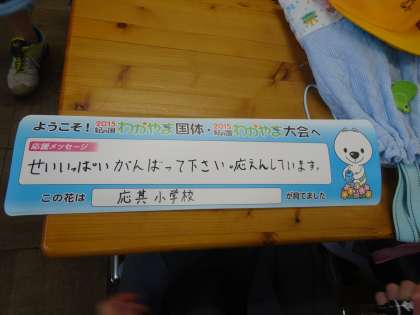 ようこそ！2015紀の国わかやま国体・2015紀の国わかやま大会へ
応援メッセージ
せいいっぱいがんばって下さい。応えんしています。
この花は 応其小学校 が育てました